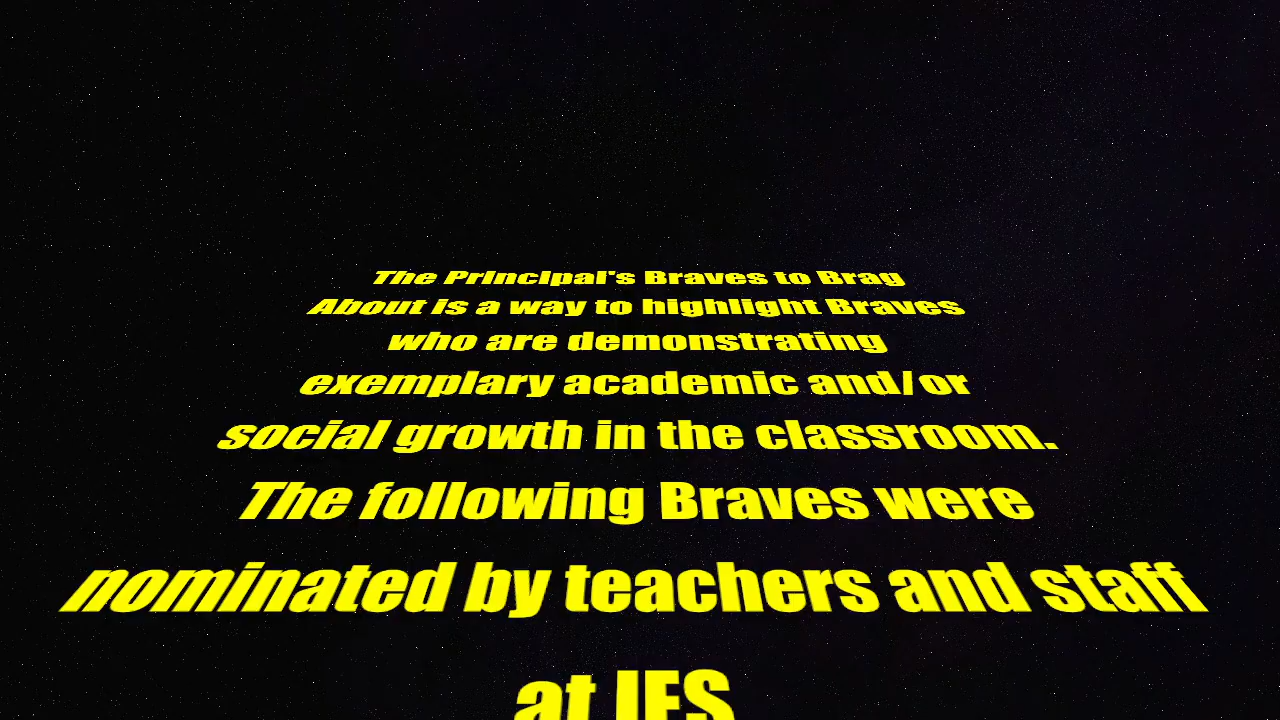 The Principal's Braves to Brag
About is a way to highlight Braves
who are demonstrating
exemplary academic and/or
social growth in the classroom.
The following Braves were
nominated by teachers and staff
at IES